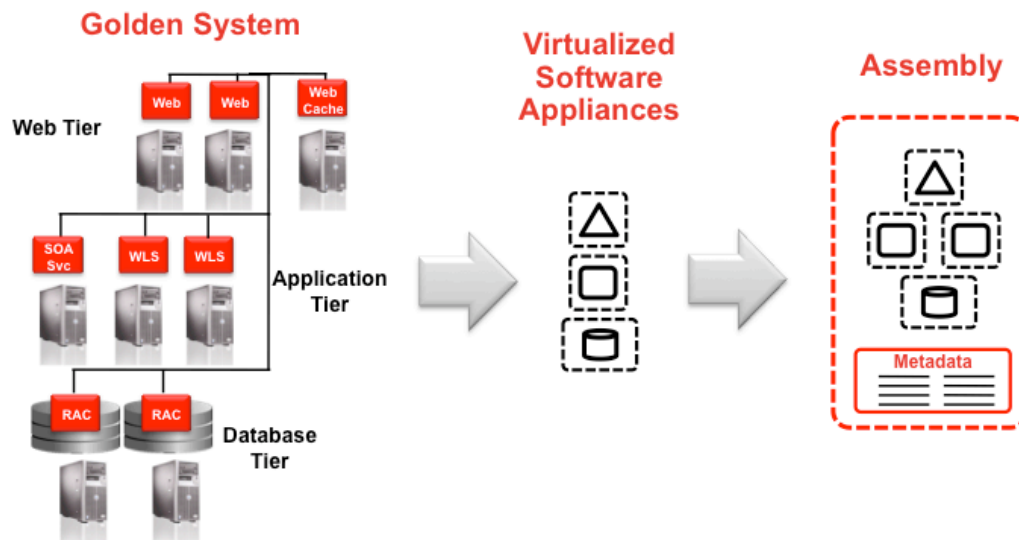 Golden System
Virtualized
Software
Appliances
Assembly
Web
Web
Web
Cache
Web Tier
SOA
Svc
WLS
WLS
Application
Tier
Metadata
RAC
RAC
Database
Tier